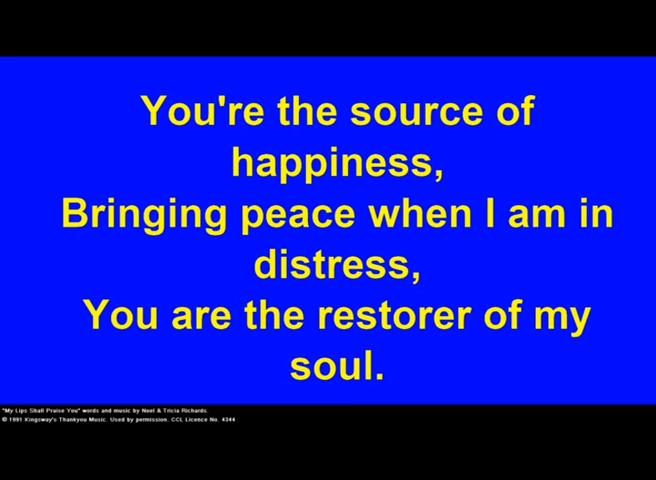 You're the source of
happiness,
Bringing peace when I am in
distress,
You are the restorer of my
soul.
"My Lips Shall Praise You" words and music by Noel & Tricia Richards.
© 1991 Kingsway's Thankyou Music. Used by permission. CCL Licence No. 4344